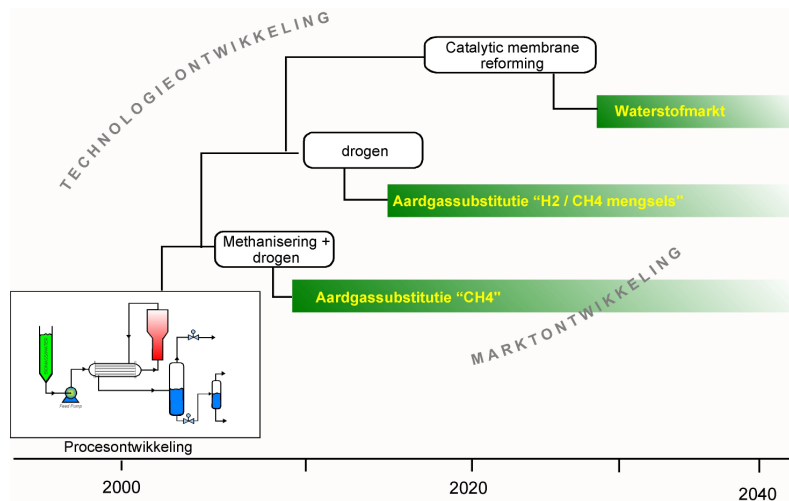 TECHNOLOGIEONTWIKKELING
Catalytic membrane
reforming
Waterstofmarkt
drogen
Aardgassubstitutie “H2 / CH4 mengsels"
Methanisering +
drogen
Aardgassubstitutie “CH4"
MARKTONTWIKKELING
Feed Pump
Procesontwikkeling
2000
2020
2040